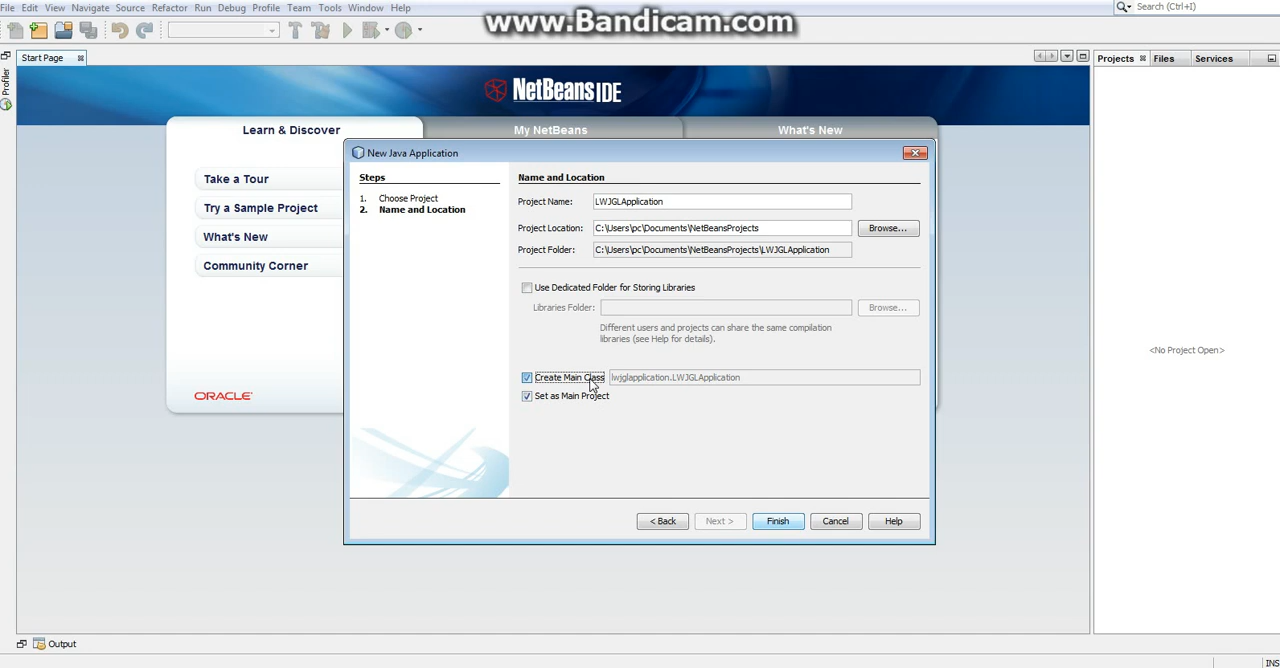 File Edit View Navigate Source Refactor Run Debug Profile Team Tools Window Help
Search (Ctrl+I)
www.Bandicam.com
Start Page
Projects Files Services
Profiler
NetBeans IDE
Learn & Discover My NetBeans What's New
Take a Tour
Try a Sample Project
What's New
Community Corner
ORACLE
New Java Application
Steps
1. Choose Project
2. Name and Location
Name and Location
Project Name: LWJGLApplication
Project Location: C:\Users\pc\Documents\NetBeansProjects Browse...
Project Folder: C:\Users\pc\Documents\NetBeansProjects\LWJGLApplication
Use Dedicated Folder for Storing Libraries
Libraries Folder: Browse...
Different users and projects can share the same compilation
libraries (see Help for details).
Create Main Class lwjglapplication.LWJGLApplication
Set as Main Project
< Back Next > Finish Cancel Help
<No Project Open>
Output
INS